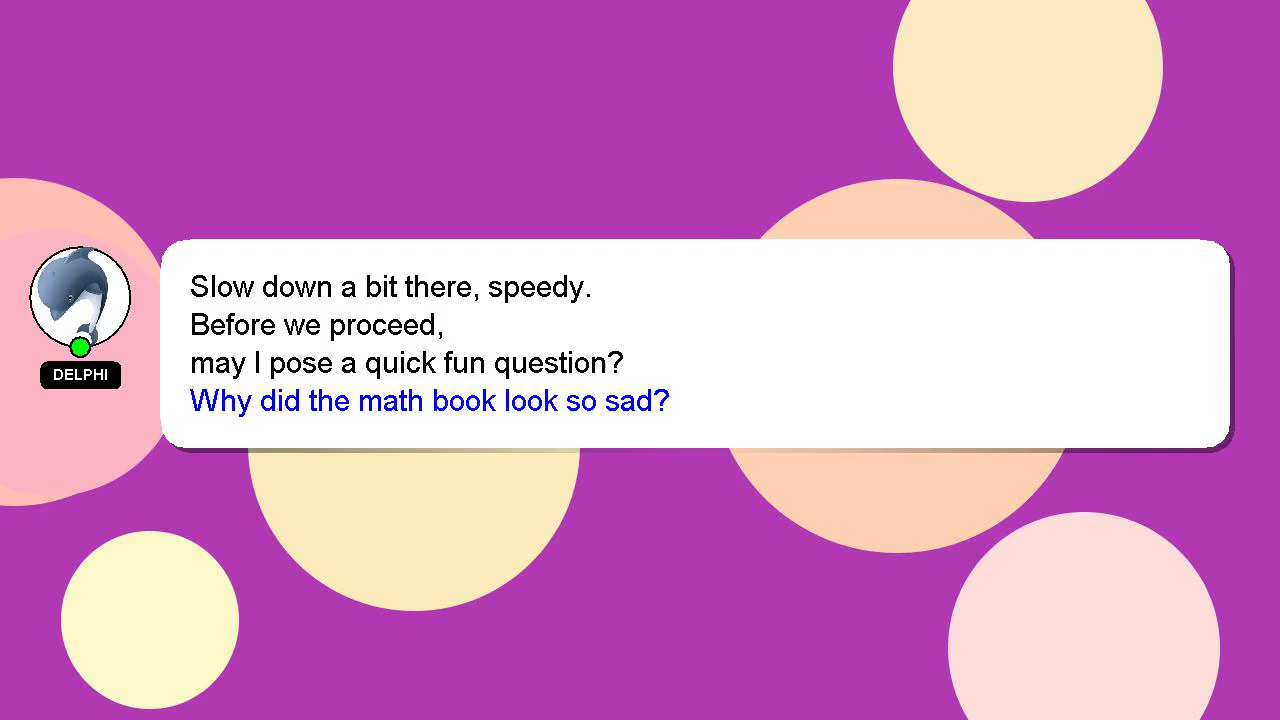 Slow down a bit there, speedy.
Before we proceed,
may I pose a quick fun question?
Why did the math book look so sad?
DELPHI